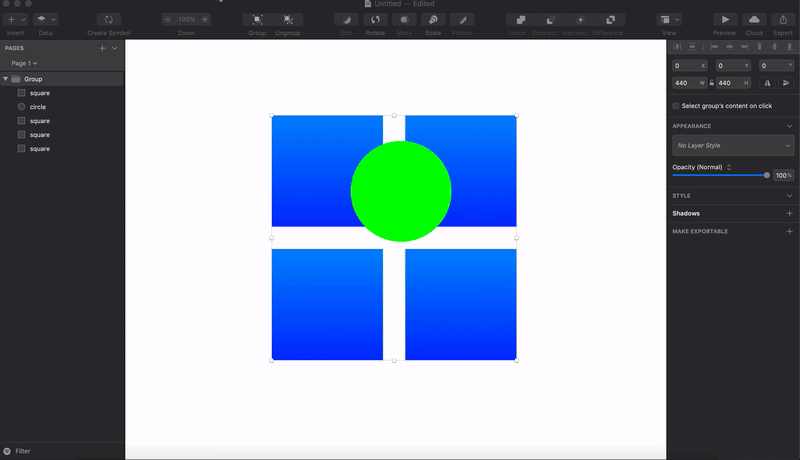 Untitled — Edited
Insert
Data
Create Symbol
100%
Zoom
Group
Ungroup
Edit
Rotate
Mask
Scale
Flatten
Union
Subtract
Intersect
Difference
View
Preview
Cloud
Export
PAGES
Page 1
Group
square
circle
square
square
square
Filter
0 X 0 Y 0 °
440 W 440 H
Select group's content on click
APPEARANCE
No Layer Style
Opacity (Normal)
100%
STYLE
Shadows
MAKE EXPORTABLE